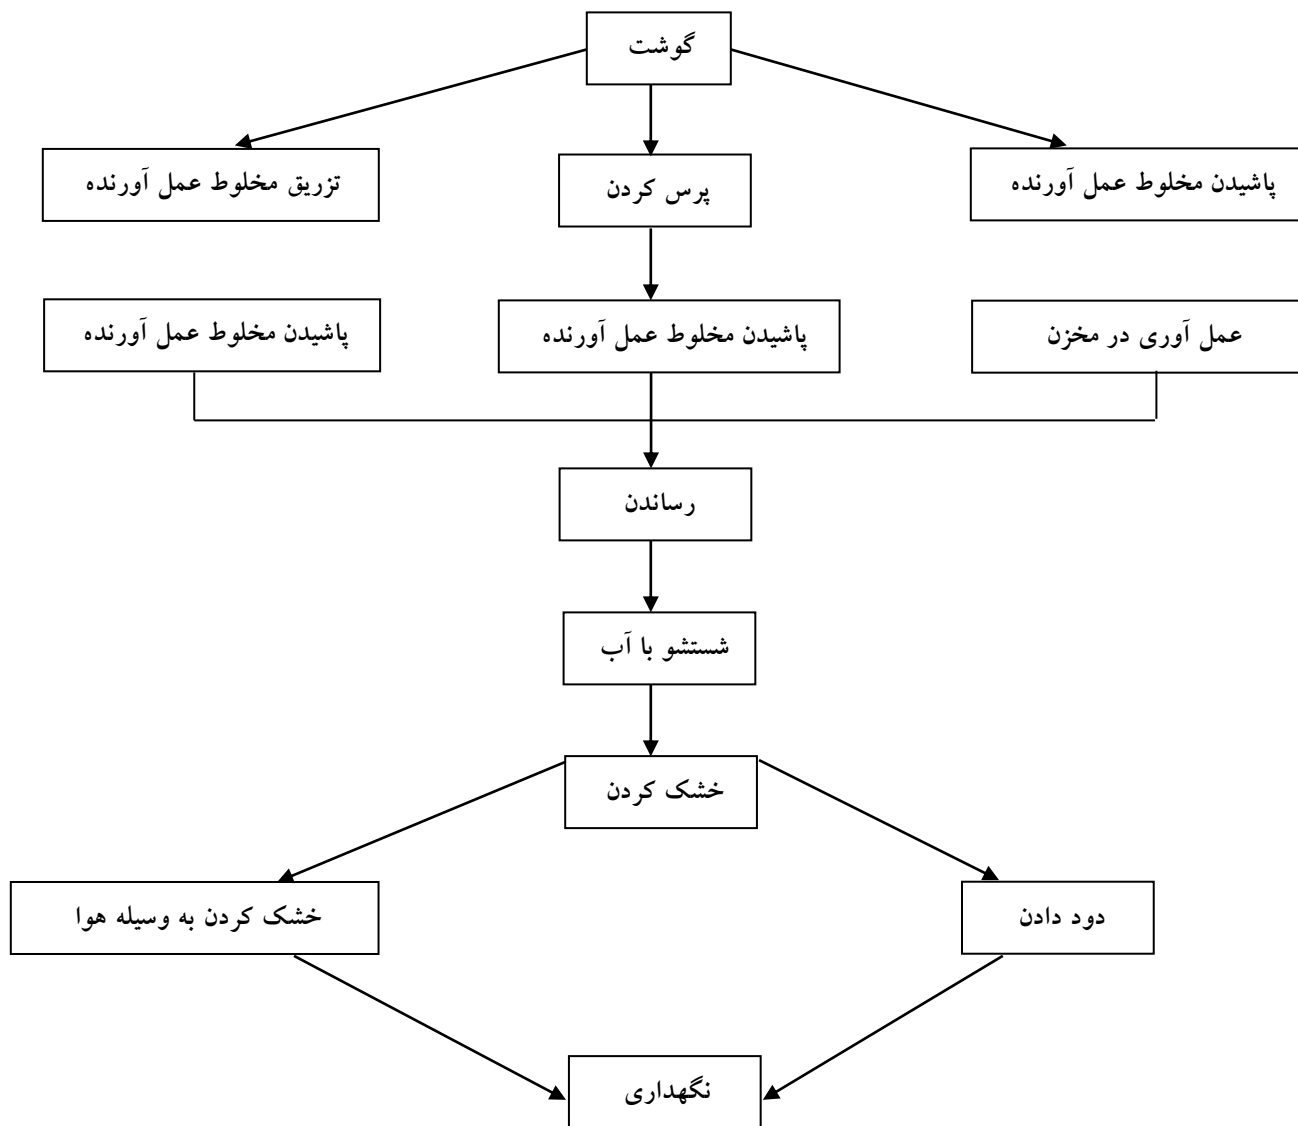 گوشت
پاشیدن مخلوط عمل آورنده
پرس کردن
تزریق مخلوط عمل آورنده
عمل آوری در مخزن
پاشیدن مخلوط عمل آورنده
پاشیدن مخلوط عمل آورنده
رساندن
شستشو با آب
خشک کردن
دود دادن
خشک کردن به وسیله هوا
نگهداری